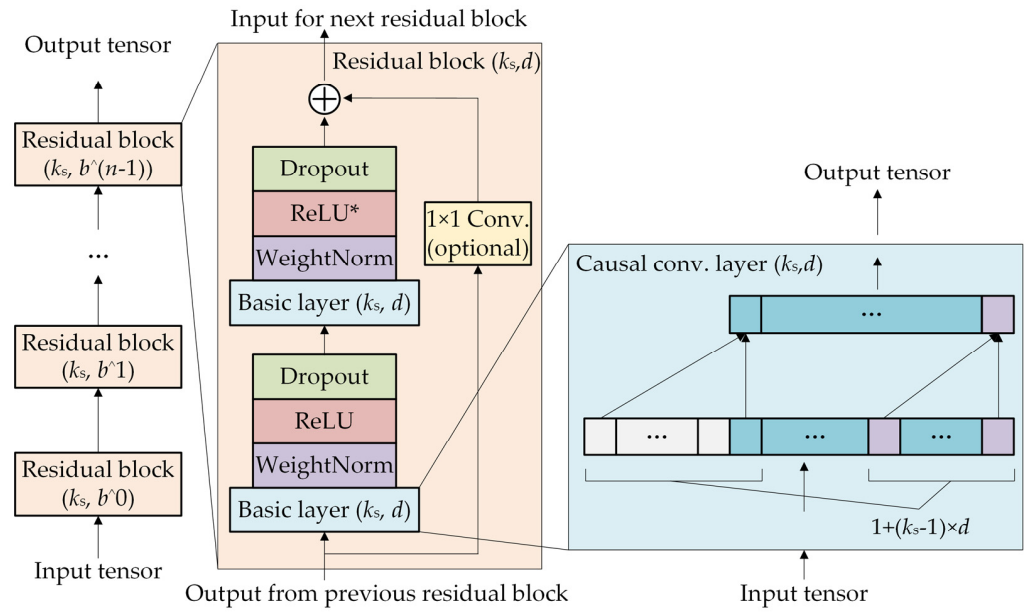 Output tensor
Residual block
(ks, b^(n-1))
...
Residual block
(ks, b^1)
Residual block
(ks, b^0)
Input tensor
Input for next residual block
Residual block (ks,d)
Dropout
ReLU*
WeightNorm
Basic layer (ks, d)
1×1 Conv.
(optional)
Dropout
ReLU
WeightNorm
Basic layer (ks, d)
Output from previous residual block
Output tensor
Causal conv. layer (ks,d)
...
... ... ...
1+(ks-1)×d
Input tensor